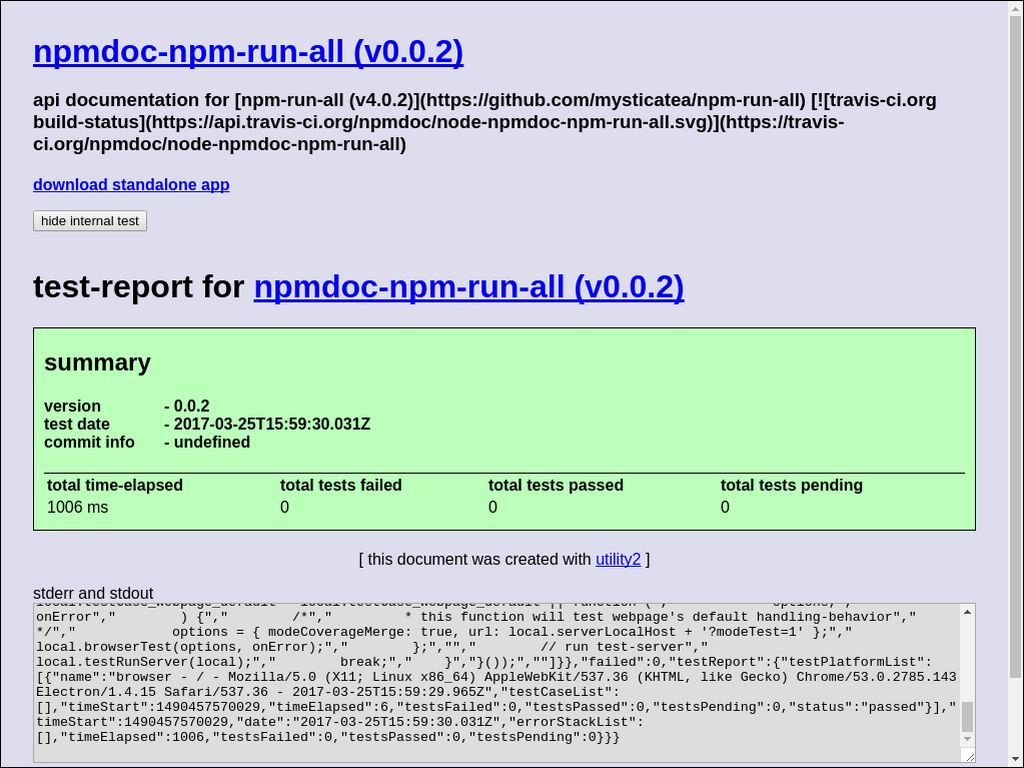 npmdoc-npm-run-all (v0.0.2)
api documentation for [npm-run-all (v4.0.2)](https://github.com/mysticatea/npm-run-all) [![travis-ci.org
build-status](https://api.travis-ci.org/npmdoc/node-npmdoc-npm-run-all.svg)](https://travis-
ci.org/npmdoc/node-npmdoc-npm-run-all)
download standalone app
hide internal test
test-report for npmdoc-npm-run-all (v0.0.2)
summary
version - 0.0.2
test date - 2017-03-25T15:59:30.031Z
commit info - undefined
total time-elapsed total tests failed total tests passed total tests pending
1006 ms 0 0 0
[ this document was created with utility2 ]
stderr and stdout
onError","        ) {","        /*","         * this function will test webpage's default handling-behavior","
*/","            options = { modeCoverageMerge: true, url: local.serverLocalHost + '?modeTest=1' };","
local.browserTest(options, onError);","        };","","        // run test-server","
local.testRunServer(local);","        break;","    }","}());",""]}},"failed":0,"testReport":{"testPlatformList":
[{"name":"browser - / - Mozilla/5.0 (X11; Linux x86_64) AppleWebKit/537.36 (KHTML, like Gecko) Chrome/53.0.2785.143
Electron/1.4.15 Safari/537.36 - 2017-03-25T15:59:29.965Z","testCaseList":
[],"timeStart":1490457570029,"timeElapsed":6,"testsFailed":0,"testsPassed":0,"testsPending":0,"status":"passed"}],"
timeStart":1490457570029,"date":"2017-03-25T15:59:30.031Z","errorStackList":
[],"timeElapsed":1006,"testsFailed":0,"testsPassed":0,"testsPending":0}}}